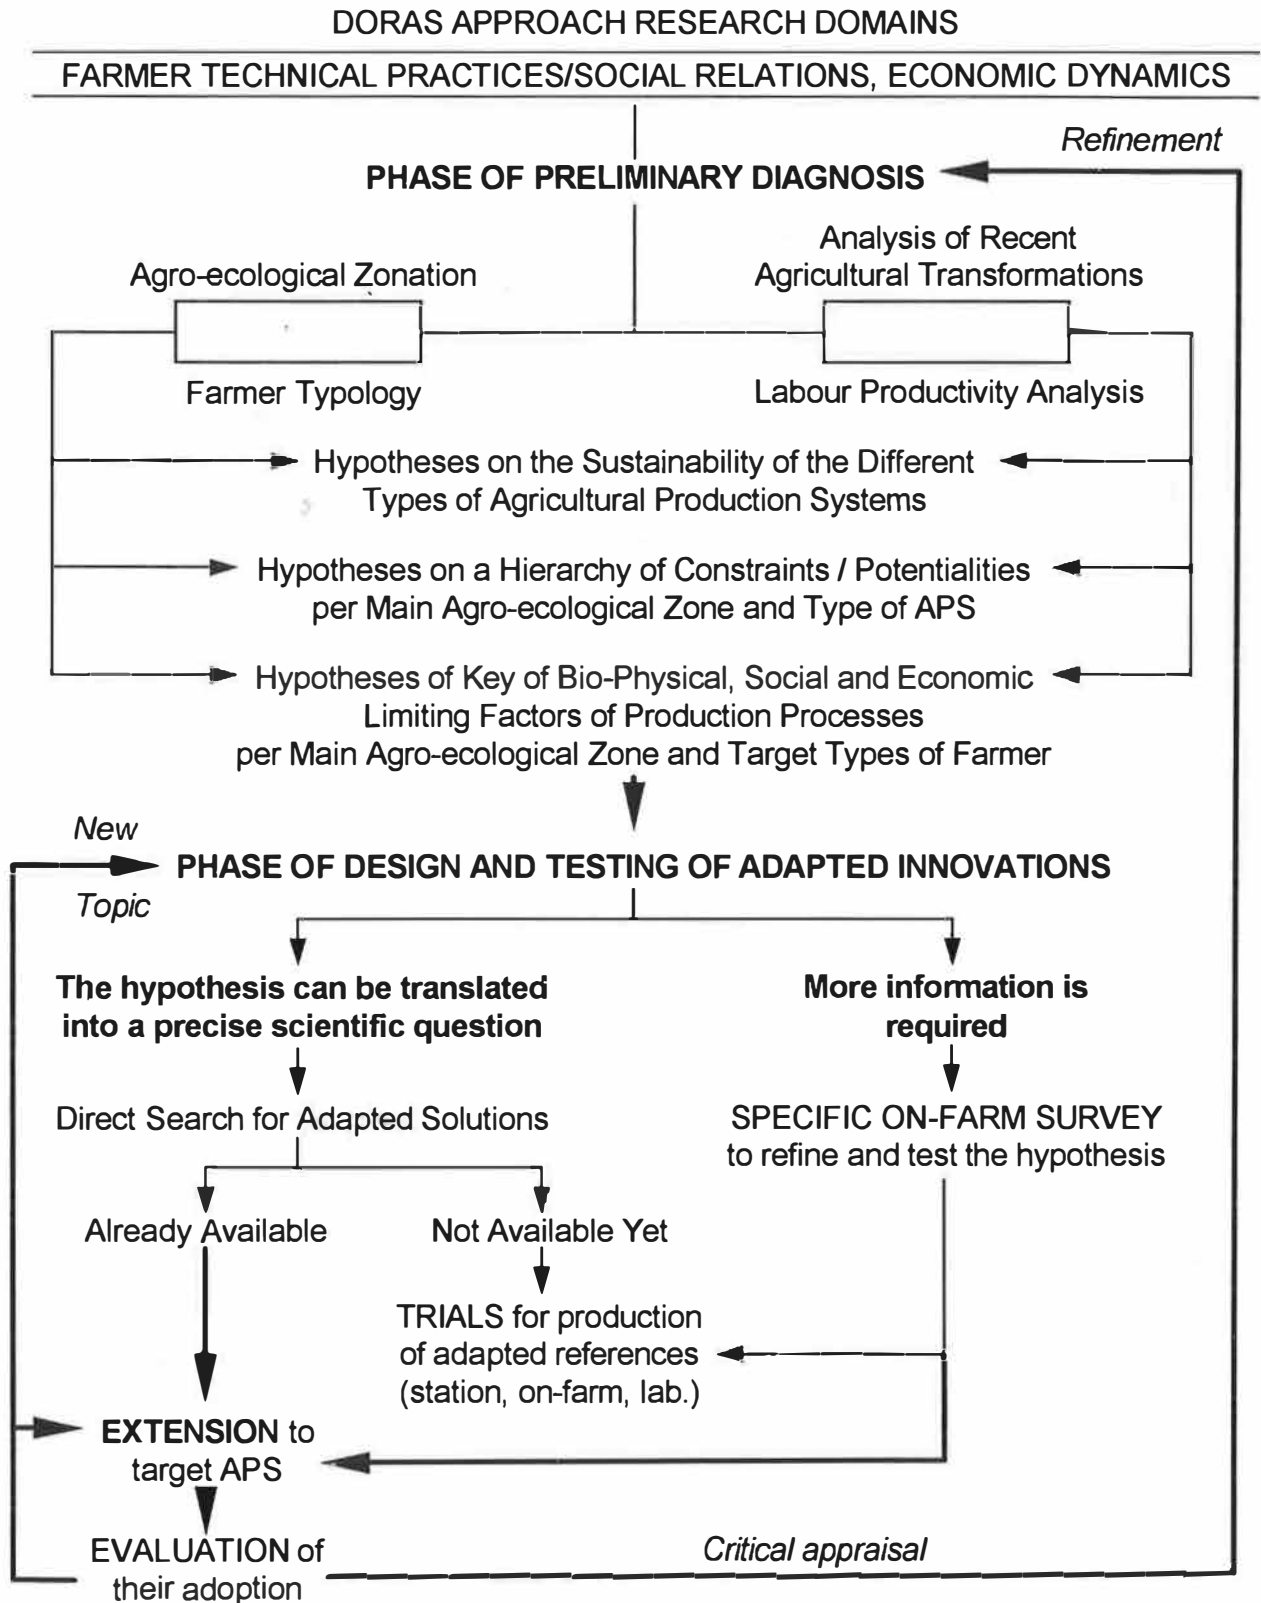 DORAS APPROACH RESEARCH DOMAINS
FARMER TECHNICAL PRACTICES/SOCIAL RELATIONS, ECONOMIC DYNAMICS
Refinement
PHASE OF PRELIMINARY DIAGNOSIS
Agro-ecological Zonation
Analysis of Recent
Agricultural Transformations
Farmer Typology
Labour Productivity Analysis
Hypotheses on the Sustainability of the Different
Types of Agricultural Production Systems
Hypotheses on a Hierarchy of Constraints / Potentialities
per Main Agro-ecological Zone and Type of APS
Hypotheses of Key of Bio-Physical, Social and Economic
Limiting Factors of Production Processes
per Main Agro-ecological Zone and Target Types of Farmer
New
Topic
PHASE OF DESIGN AND TESTING OF ADAPTED INNOVATIONS
The hypothesis can be translated
into a precise scientific question
More information is
required
Direct Search for Adapted Solutions
SPECIFIC ON-FARM SURVEY
to refine and test the hypothesis
Already Available
Not Available Yet
TRIALS for production
of adapted references
(station, on-farm, lab.)
EXTENSION to
target APS
EVALUATION of
their adoption
Critical appraisal